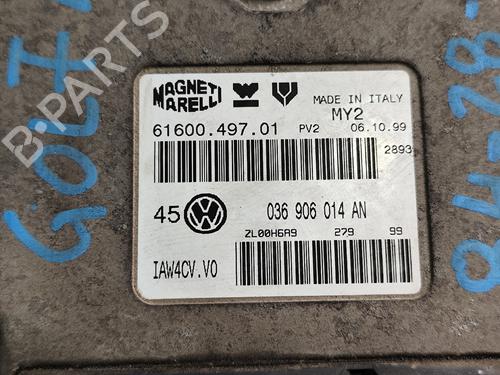 MAGNETI
MARELLI
MADE IN ITALY
MY2
61600.497.01 PV2 06.10.99
2893
45 036 906 014 AN
ZL00H6A9 279 99
IAW4CV.V0
B-PARTS